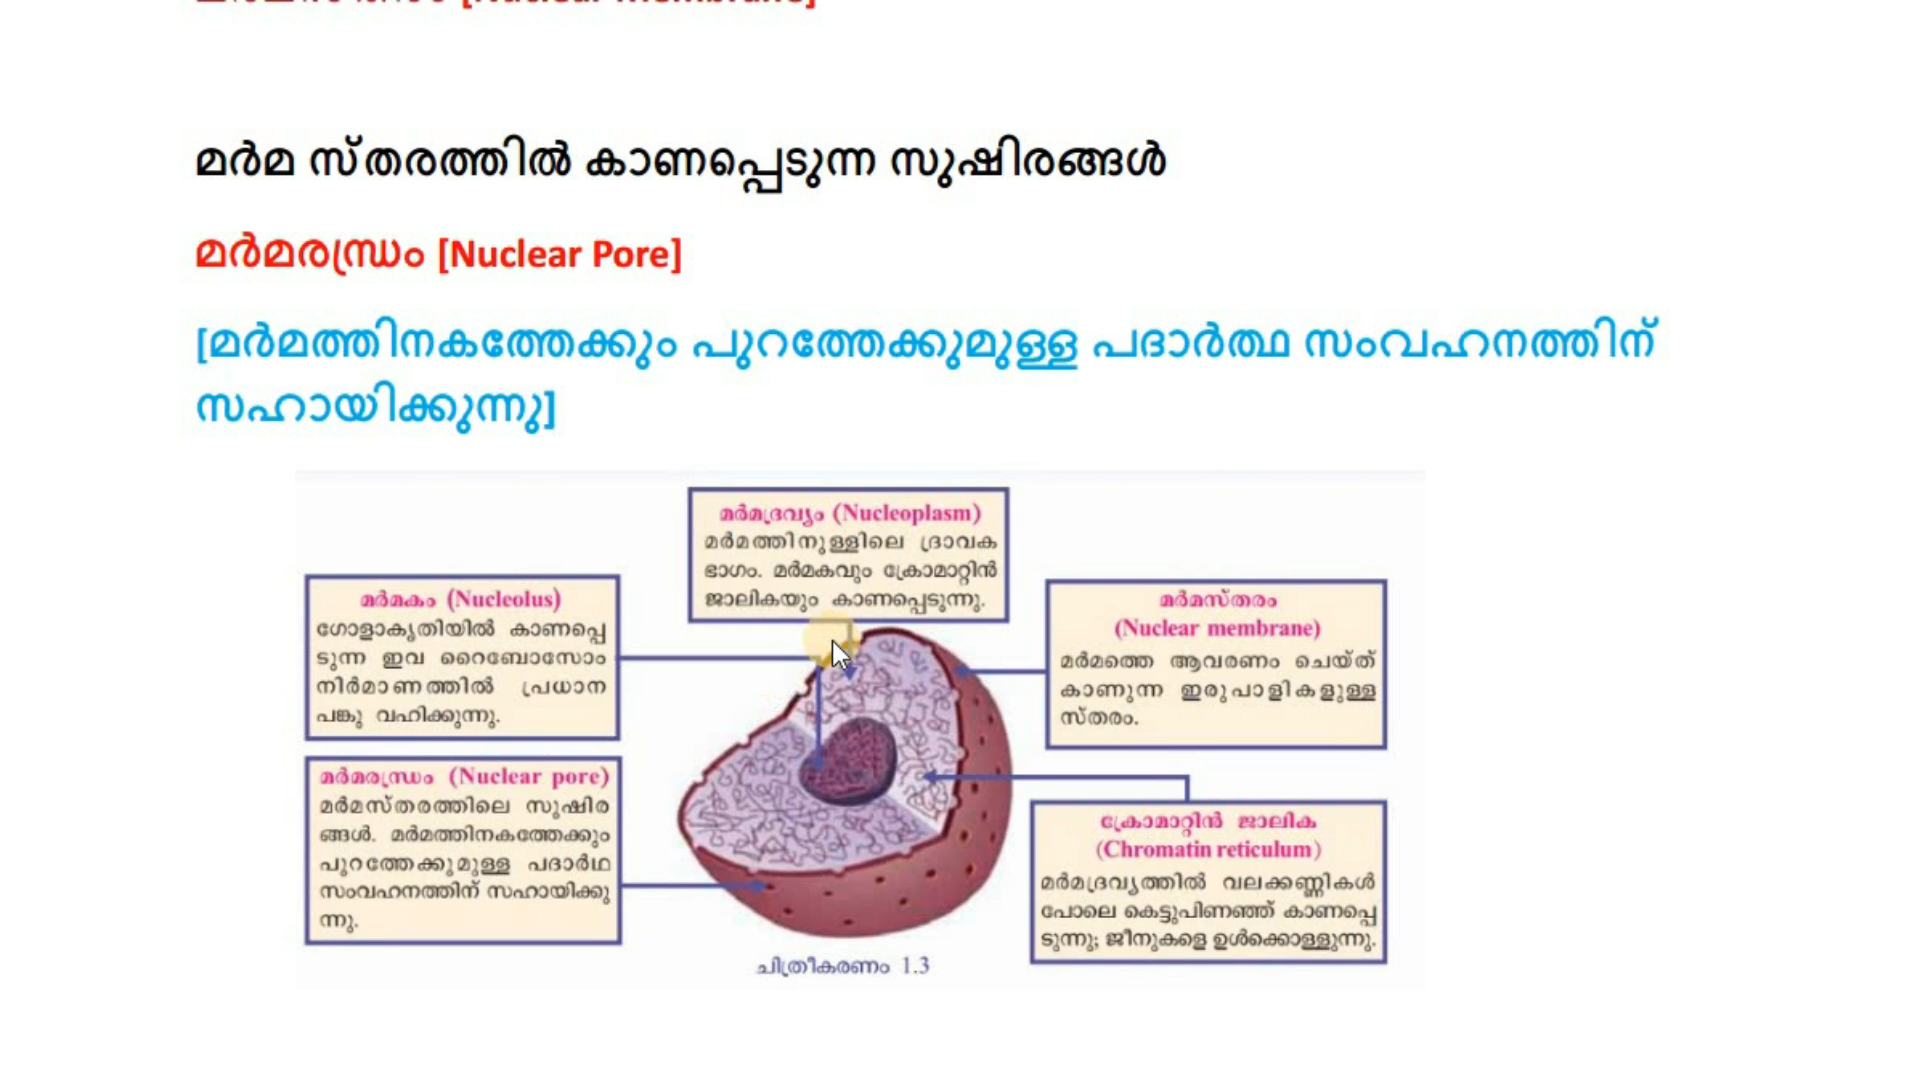 [Nuclear Membrane]
മർമ സ്തരത്തിൽ കാണപ്പെടുന്ന സുഷിരങ്ങൾ
മർമരന്ധ്രം [Nuclear Pore]
[മർമത്തിനകത്തേക്കും പുറത്തേക്കുമുള്ള പദാർത്ഥ സംവഹനത്തിന്
സഹായിക്കുന്നു]
മർമദ്രവ്യം (Nucleoplasm)
മർമത്തിനുള്ളിലെ ദ്രാവക
ഭാഗം. മർമകവും ക്രോമാറ്റിൻ
ജാലികയും കാണപ്പെടുന്നു.
മർമകം (Nucleolus)
ഗോളാകൃതിയിൽ കാണപ്പെ
ടുന്ന ഇവ റൈബോസോം
നിർമാണത്തിൽ പ്രധാന
പങ്കു വഹിക്കുന്നു.
മർമസ്തരം
(Nuclear membrane)
മർമത്തെ ആവരണം ചെയ്ത്
കാണുന്ന ഇരുപാളികളുള്ള
സ്തരം.
മർമരന്ധ്രം (Nuclear pore)
മർമസ്തരത്തിലെ സുഷിര
ങ്ങൾ. മർമത്തിനകത്തേക്കും
പുറത്തേക്കുമുള്ള പദാർഥ
സംവഹനത്തിന് സഹായിക്കു
ന്നു.
ക്രോമാറ്റിൻ ജാലിക
(Chromatin reticulum)
മർമദ്രവ്യത്തിൽ വലക്കണ്ണികൾ
പോലെ കെട്ടുപിണഞ്ഞ് കാണപ്പെ
ടുന്നു; ജീനുകളെ ഉൾക്കൊള്ളുന്നു.
ചിത്രീകരണം 1.3